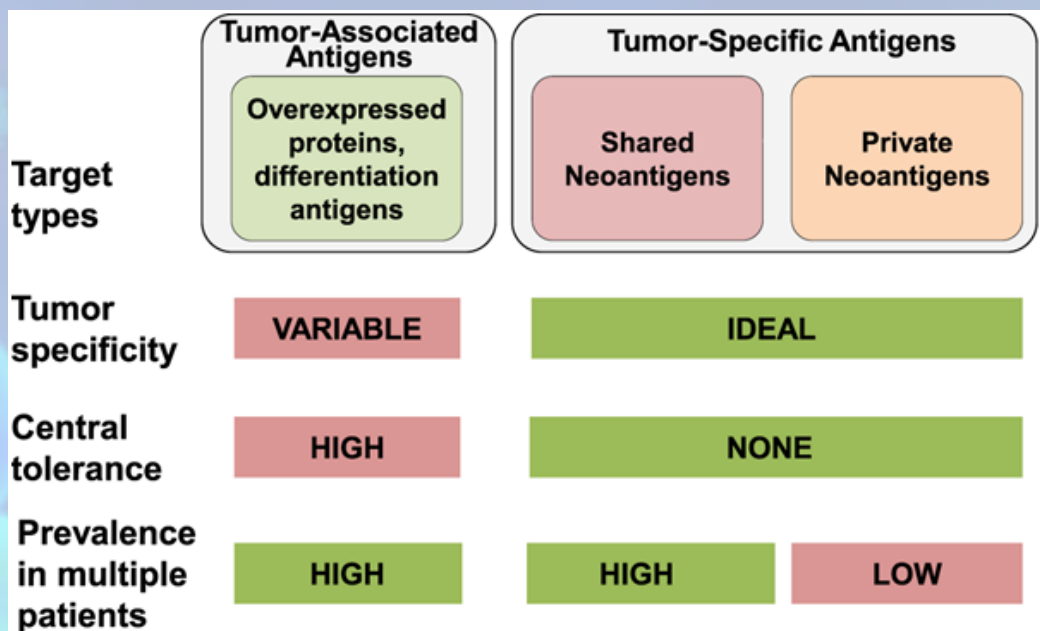 Tumor-Associated
Antigens
Tumor-Specific Antigens
Target
types
Overexpressed
proteins,
differentiation
antigens
Shared
Neoantigens
Private
Neoantigens
Tumor
specificity
VARIABLE
IDEAL
Central
tolerance
HIGH
NONE
Prevalence
in multiple
patients
HIGH
HIGH
LOW